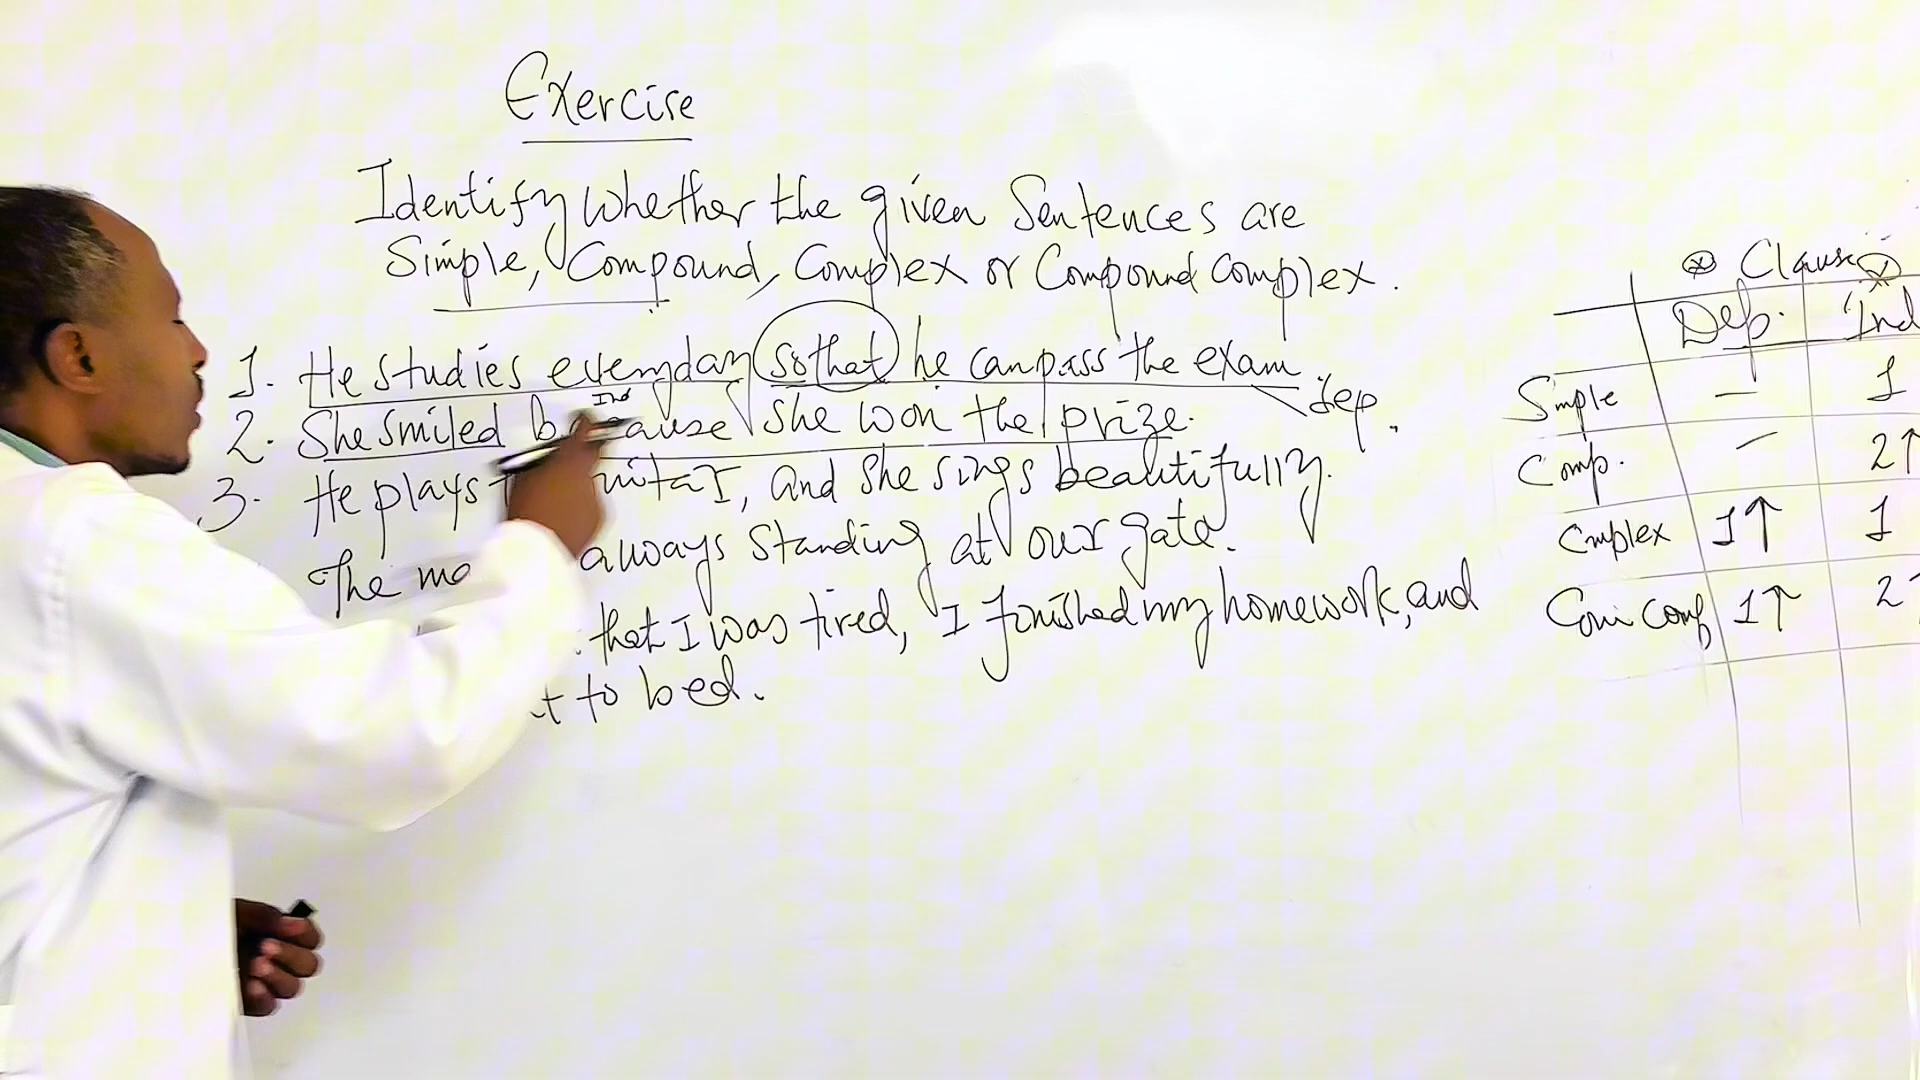 Exercise
Identify whether the given Sentences are
Simple, Compound, Complex or Compound complex.
1. He studies everyday so that he can pass the exam
Ind
dep.
2. She smiled because she won the prize.
3. He plays guitar, and she sings beautifully.
The always standing at our gate.
that I was tired, I finished my homework, and
to bed.
Clause
Dep. Ind
Simple — 1
Comp. — 2↑
Complex 1↑ 1
Com comp 1↑ 2↑